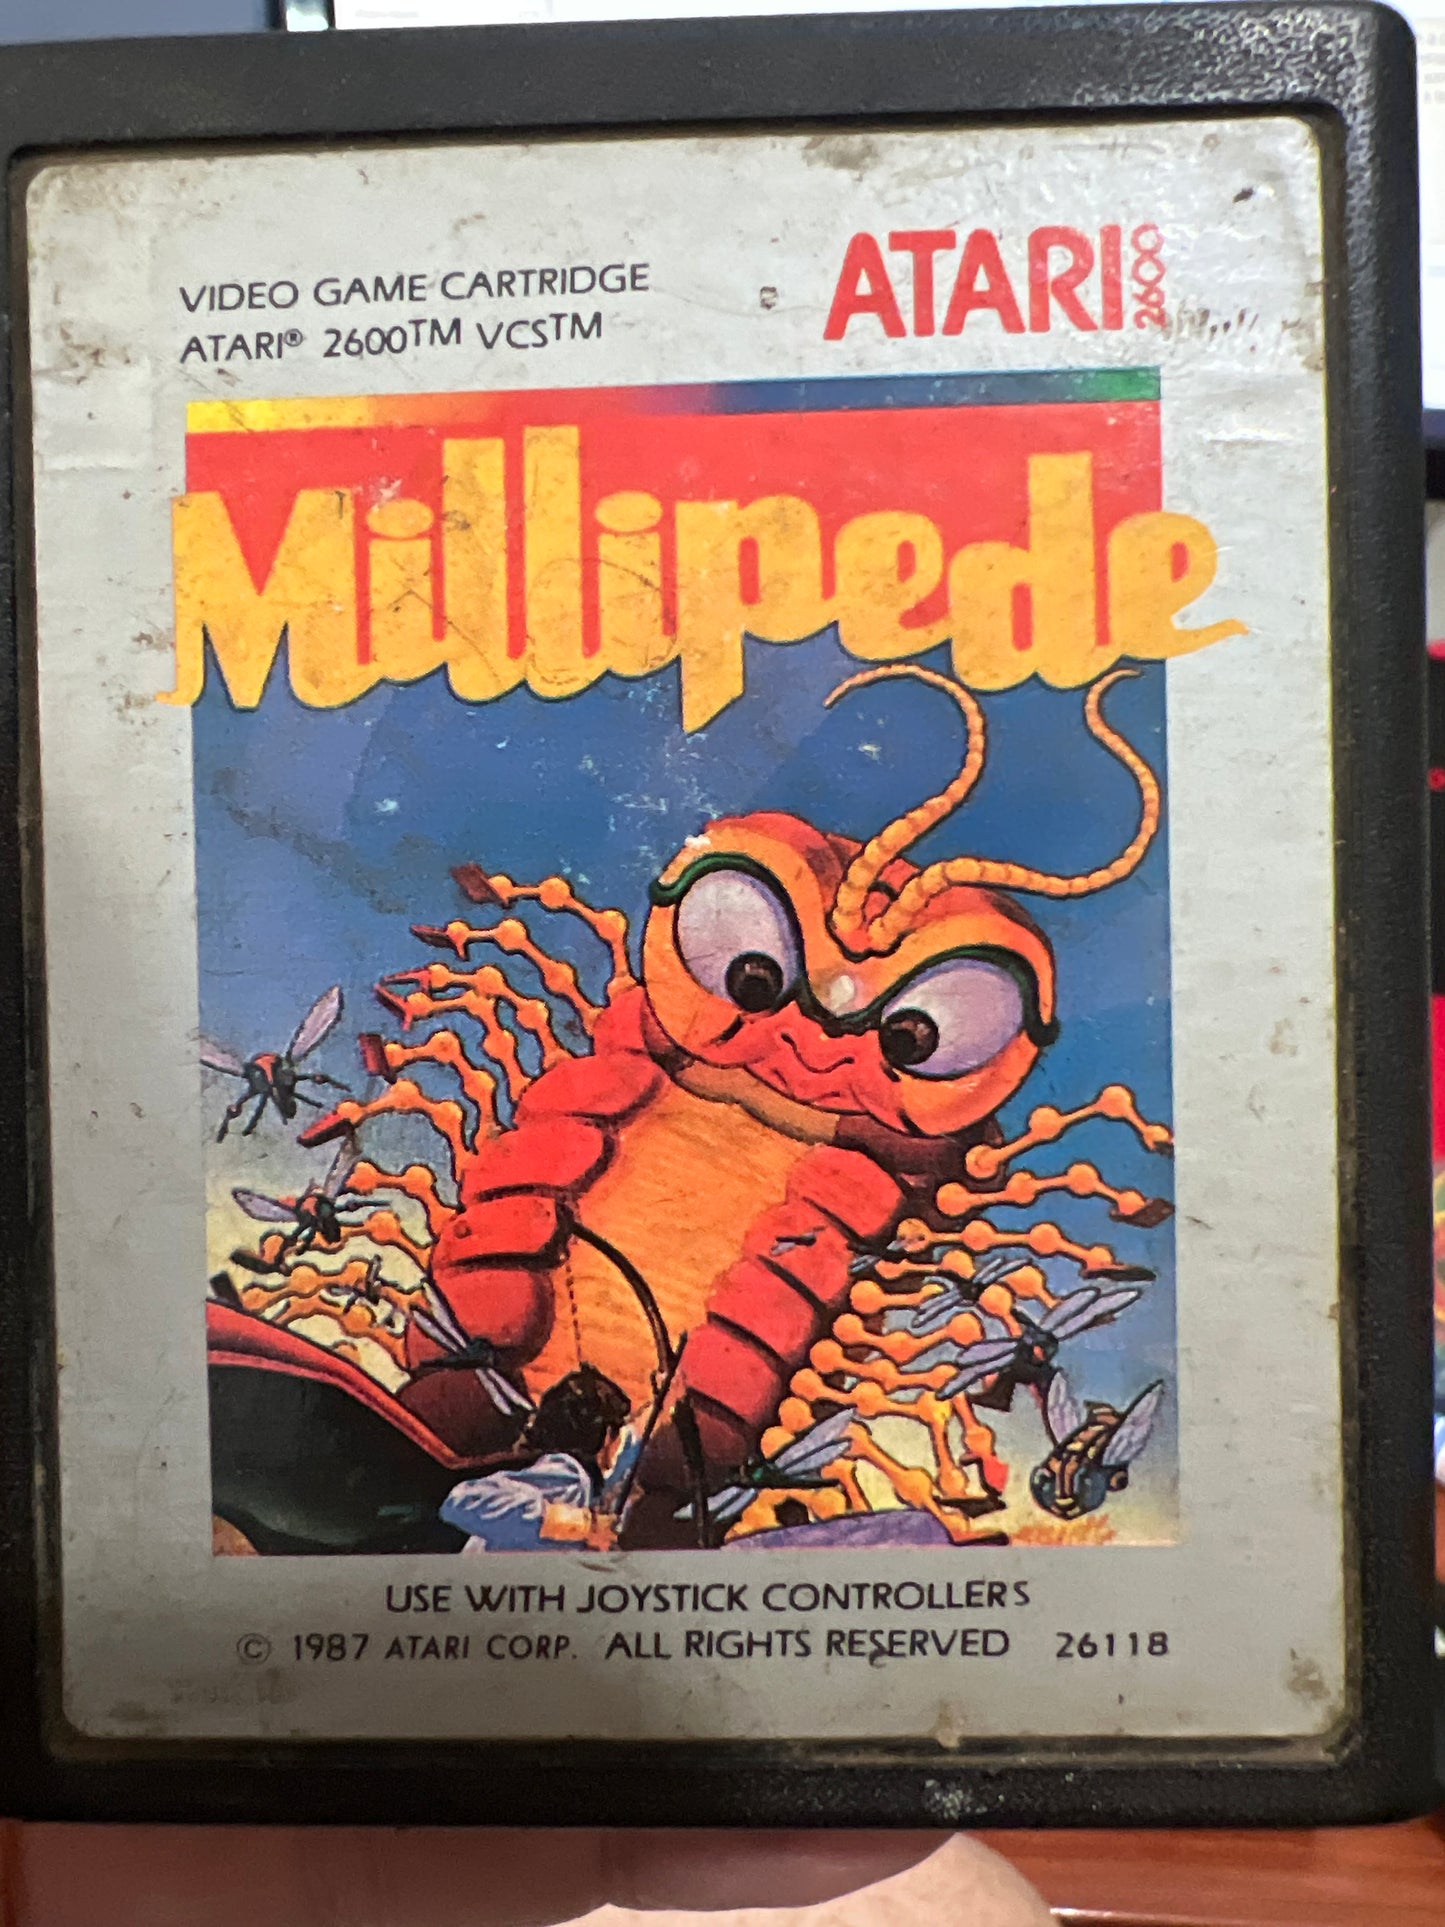 VIDEO GAME CARTRIDGE
ATARI® 2600™ VCS™
ATARI 2600
Millipede
USE WITH JOYSTICK CONTROLLERS
© 1987 ATARI CORP. ALL RIGHTS RESERVED 26118